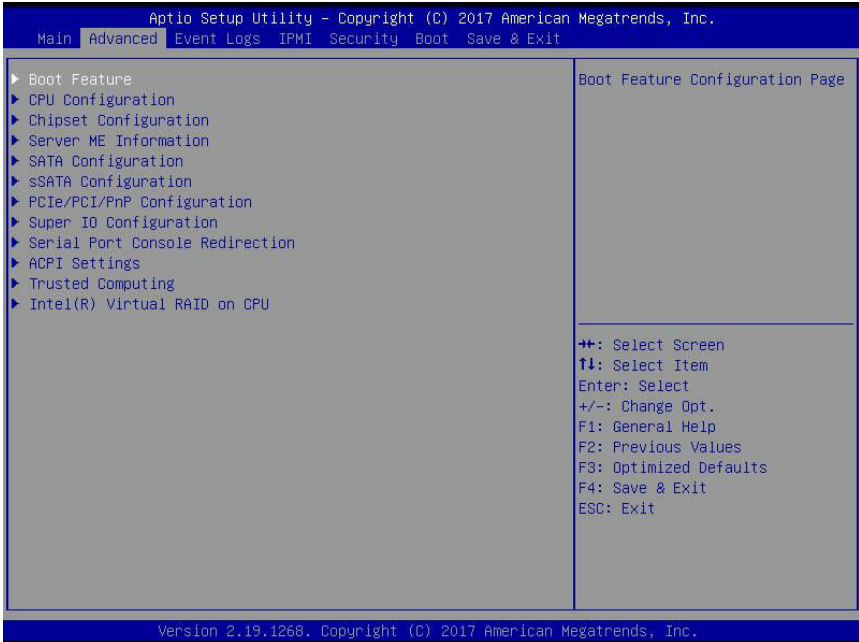 Aptio Setup Utility – Copyright (C) 2017 American Megatrends, Inc.
Main Advanced Event Logs IPMI Security Boot Save & Exit
Boot Feature
CPU Configuration
Chipset Configuration
Server ME Information
SATA Configuration
sSATA Configuration
PCIe/PCI/PnP Configuration
Super IO Configuration
Serial Port Console Redirection
ACPI Settings
Trusted Computing
Intel(R) Virtual RAID on CPU
Boot Feature Configuration Page
→←: Select Screen
↑↓: Select Item
Enter: Select
+/-: Change Opt.
F1: General Help
F2: Previous Values
F3: Optimized Defaults
F4: Save & Exit
ESC: Exit
Version 2.19.1268. Copyright (C) 2017 American Megatrends, Inc.